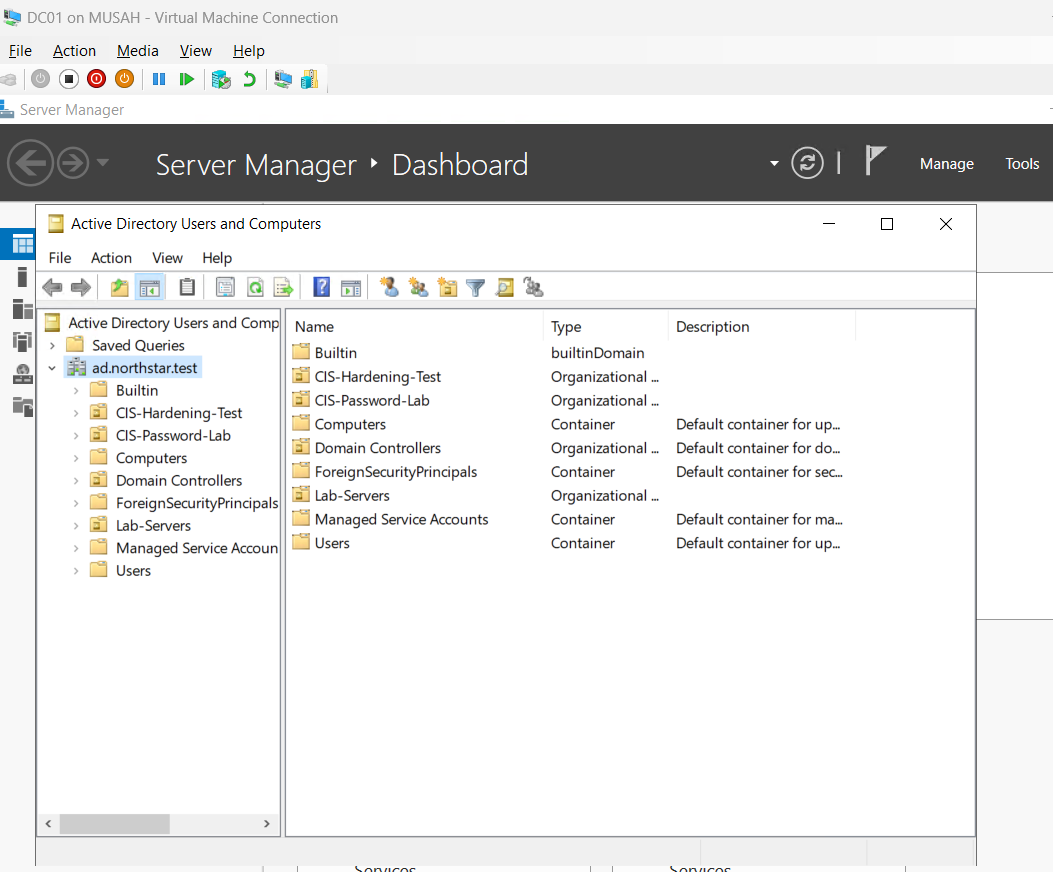 DC01 on MUSAH - Virtual Machine Connection
File Action Media View Help
Server Manager
Server Manager Dashboard
Manage Tools
Active Directory Users and Computers
File Action View Help
Active Directory Users and Comp
Saved Queries
ad.northstar.test
Builtin
CIS-Hardening-Test
CIS-Password-Lab
Computers
Domain Controllers
ForeignSecurityPrincipals
Lab-Servers
Managed Service Accoun
Users
Name Type Description
Builtin builtinDomain
CIS-Hardening-Test Organizational ...
CIS-Password-Lab Organizational ...
Computers Container Default container for up...
Domain Controllers Organizational ... Default container for do...
ForeignSecurityPrincipals Container Default container for sec...
Lab-Servers Organizational ...
Managed Service Accounts Container Default container for ma...
Users Container Default container for up...
Services Services